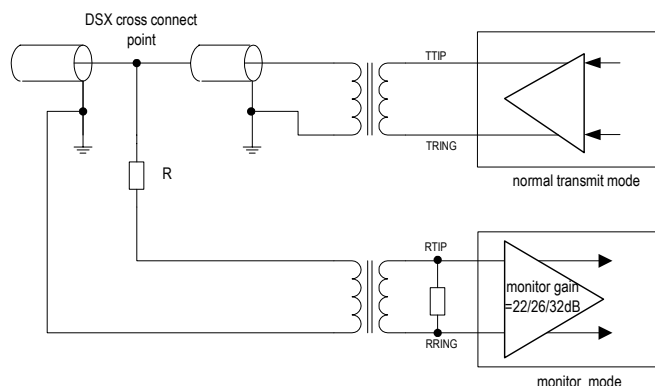 DSX cross connect
point
TTIP
TRING
normal transmit mode
R
RTIP
monitor gain
=22/26/32dB
RRING
monitor mode